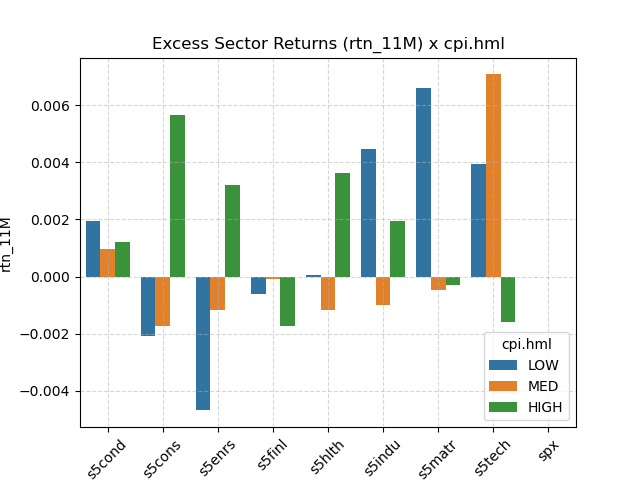 Excess Sector Returns (rtn_11M) x cpi.hml
0.006
0.004
0.002
0.000
−0.002
−0.004
rtn_11M
cpi.hml
LOW
MED
HIGH
s5cond
s5cons
s5enrs
s5finl
s5hlth
s5indu
s5matr
s5tech
spx